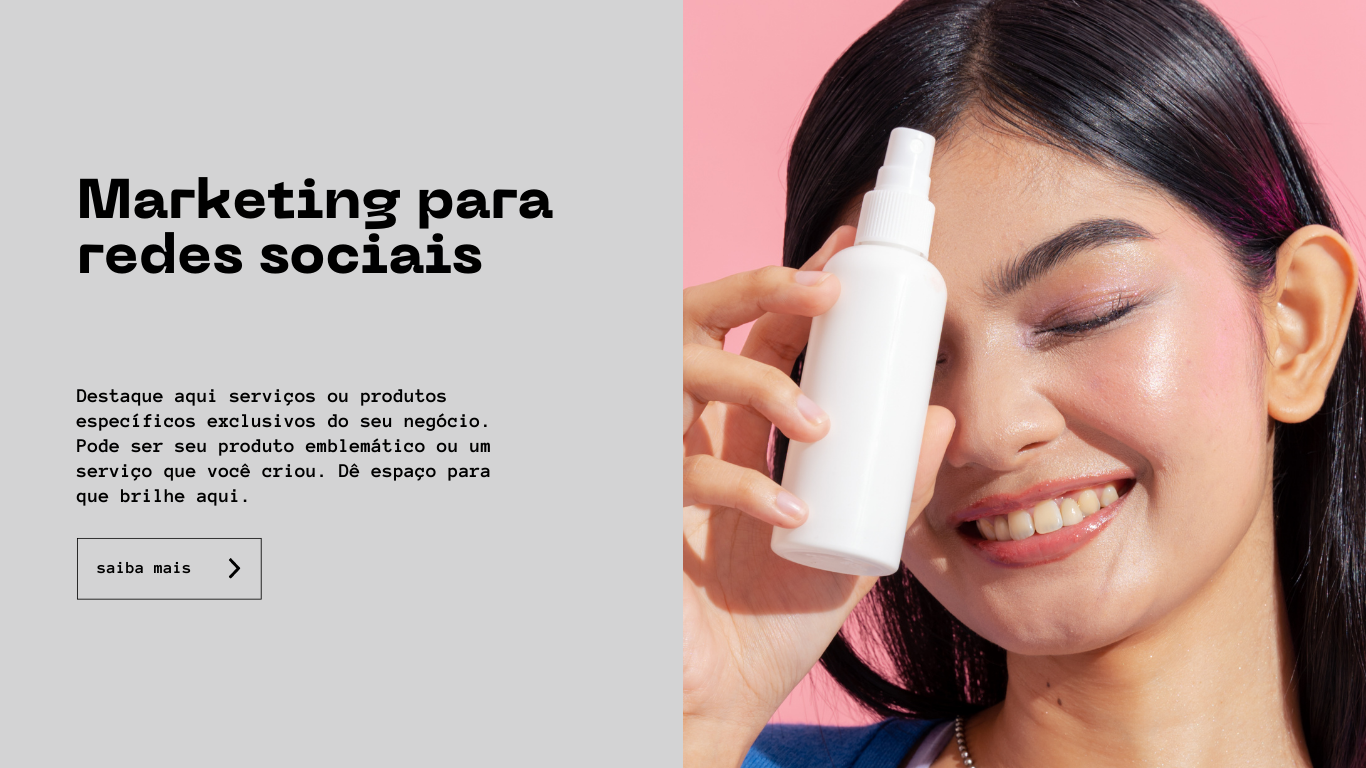 Marketing para
redes sociais
Destaque aqui serviços ou produtos
específicos exclusivos do seu negócio.
Pode ser seu produto emblemático ou um
serviço que você criou. Dê espaço para
que brilhe aqui.
saiba mais